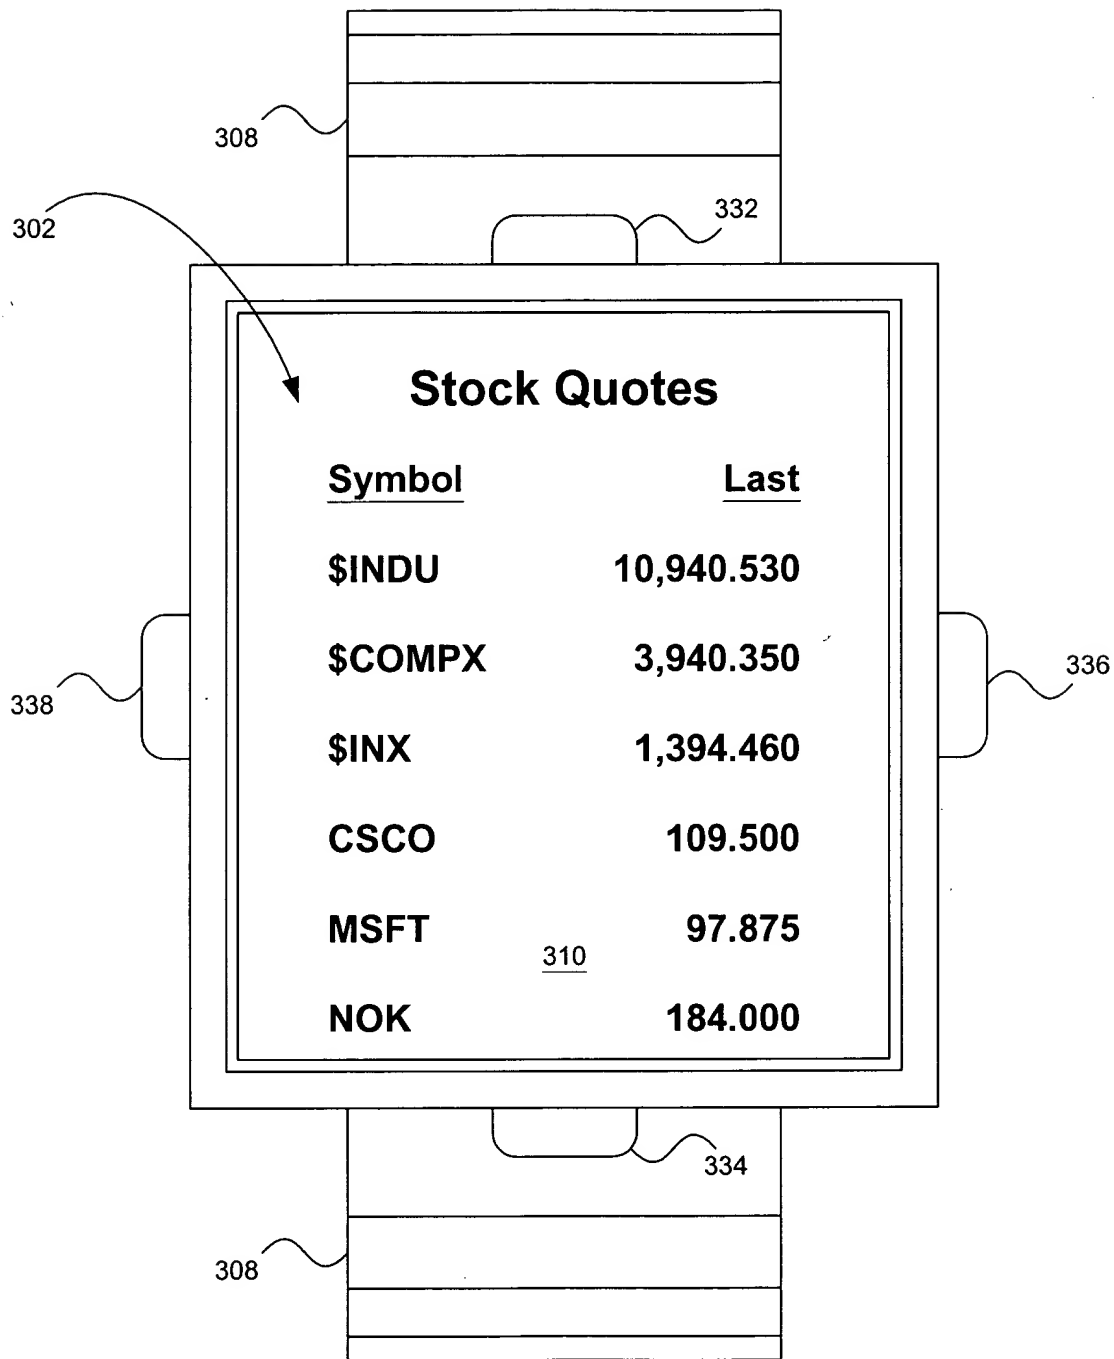 308
332
302
Stock Quotes
Symbol Last
$INDU 10,940.530
$COMPX 3,940.350
336
338
$INX 1,394.460
CSCO 109.500
MSFT 97.875
310
NOK 184.000
334
308